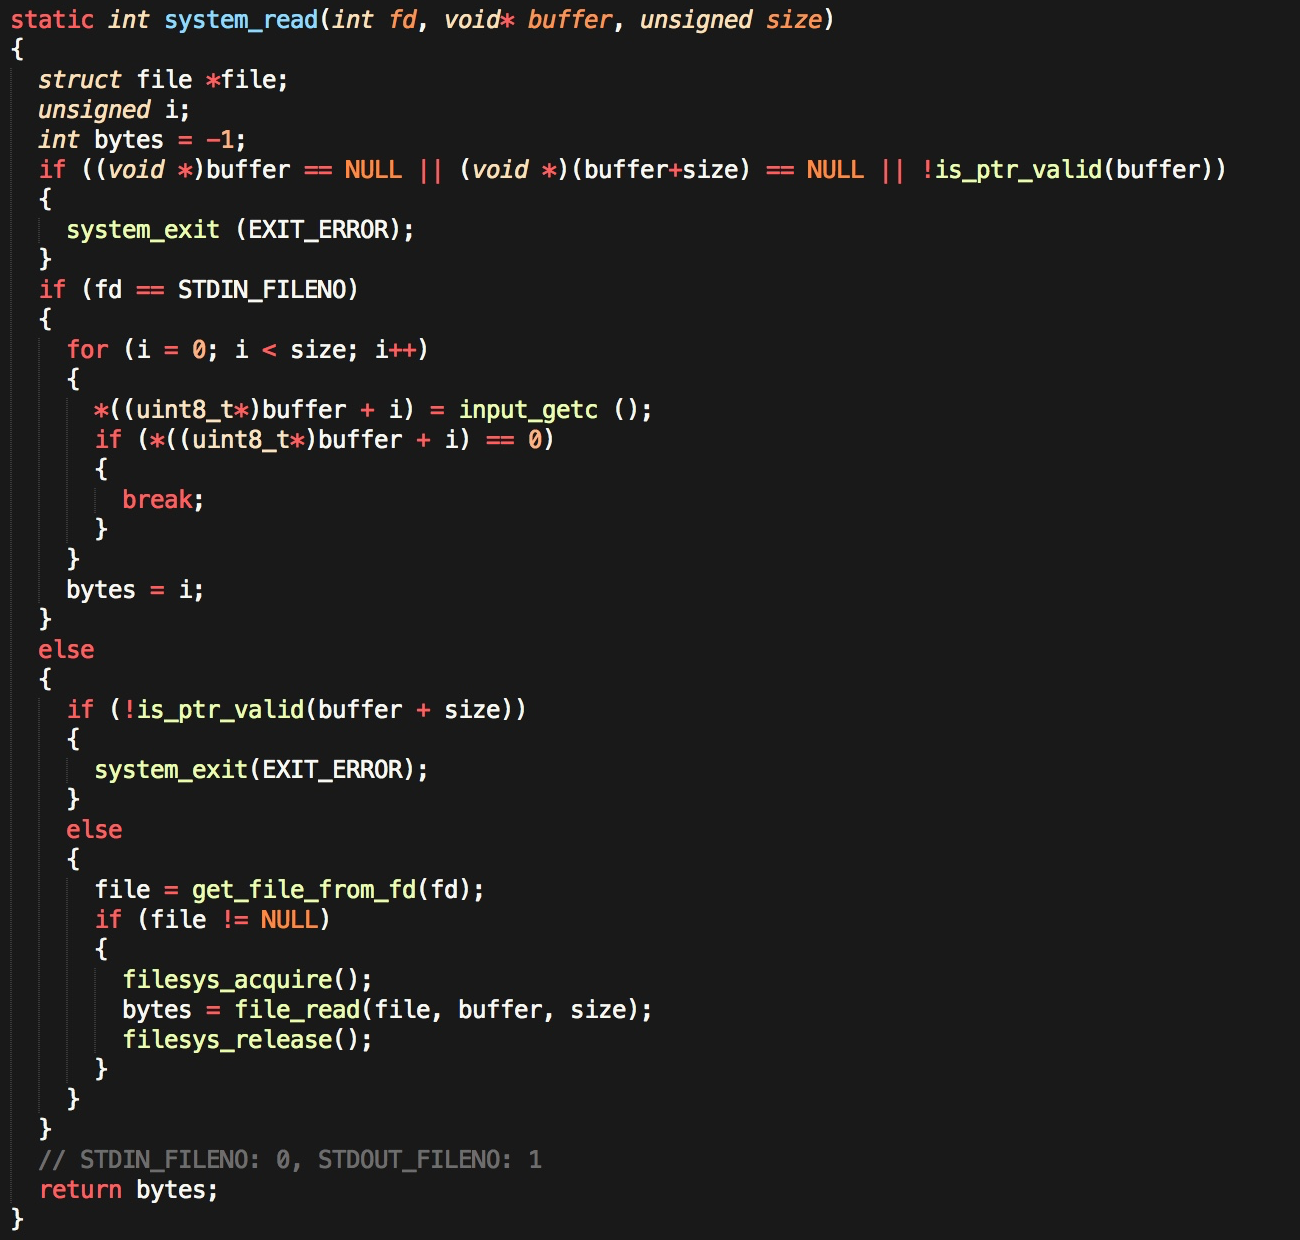 static int system_read(int fd, void* buffer, unsigned size)
{
  struct file *file;
  unsigned i;
  int bytes = -1;
  if ((void *)buffer == NULL || (void *)(buffer+size) == NULL || !is_ptr_valid(buffer))
  {
    system_exit (EXIT_ERROR);
  }
  if (fd == STDIN_FILENO)
  {
    for (i = 0; i < size; i++)
    {
      *((uint8_t*)buffer + i) = input_getc ();
      if (*((uint8_t*)buffer + i) == 0)
      {
        break;
      }
    }
    bytes = i;
  }
  else
  {
    if (!is_ptr_valid(buffer + size))
    {
      system_exit(EXIT_ERROR);
    }
    else
    {
      file = get_file_from_fd(fd);
      if (file != NULL)
      {
        filesys_acquire();
        bytes = file_read(file, buffer, size);
        filesys_release();
      }
    }
  }
  // STDIN_FILENO: 0, STDOUT_FILENO: 1
  return bytes;
}